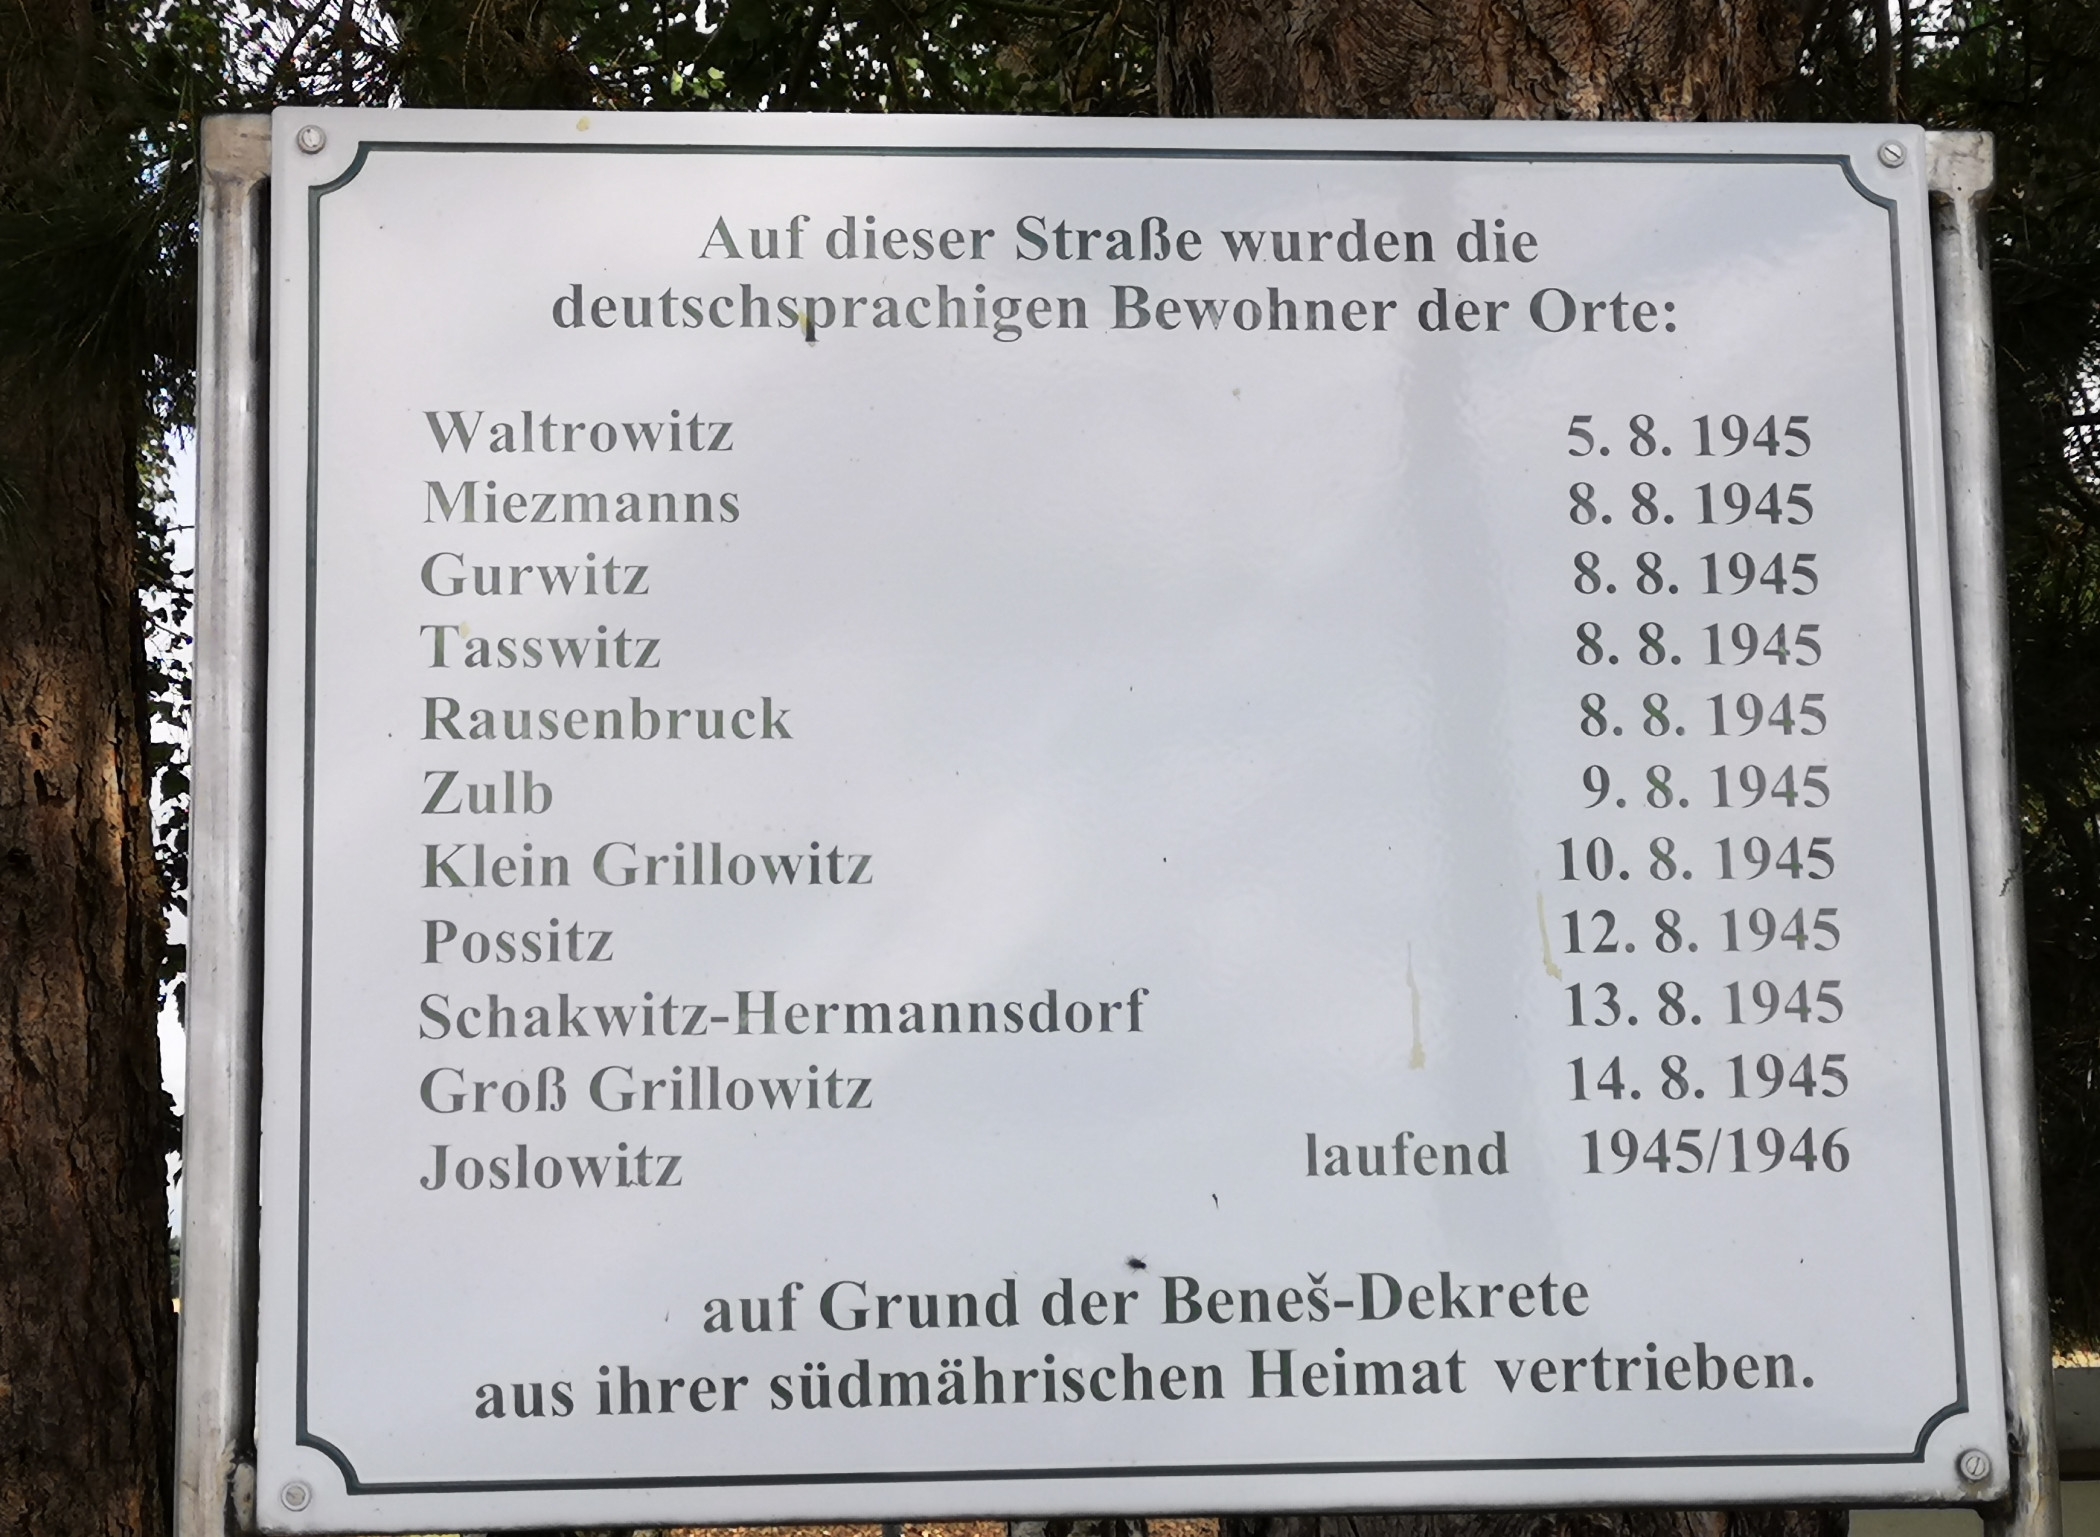 Auf dieser Straße wurden die
deutschsprachigen Bewohner der Orte:
Waltrowitz 5. 8. 1945
Miezmanns 8. 8. 1945
Gurwitz 8. 8. 1945
Tasswitz 8. 8. 1945
Rausenbruck 8. 8. 1945
Zulb 9. 8. 1945
Klein Grillowitz 10. 8. 1945
Possitz 12. 8. 1945
Schakwitz-Hermannsdorf 13. 8. 1945
Groß Grillowitz 14. 8. 1945
Joslowitz laufend 1945/1946
auf Grund der Beneš-Dekrete
aus ihrer südmährischen Heimat vertrieben.